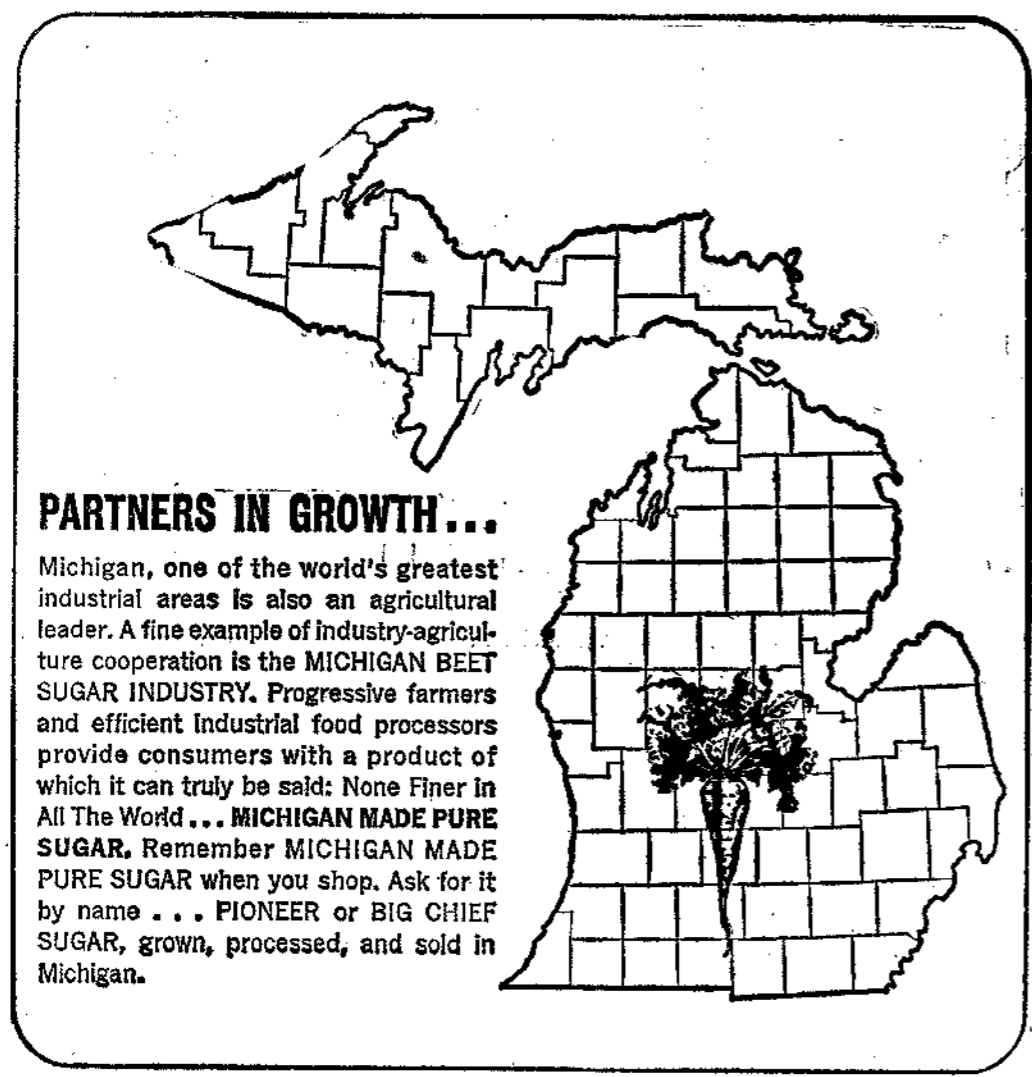 PARTNERS IN GROWTH...
Michigan, one of the world's greatest
industrial areas is also an agricultural
leader. A fine example of industry-agricul-
ture cooperation is the MICHIGAN BEET
SUGAR INDUSTRY. Progressive farmers
and efficient industrial food processors
provide consumers with a product of
which it can truly be said: None Finer in
All The World... MICHIGAN MADE PURE
SUGAR. Remember MICHIGAN MADE
PURE SUGAR when you shop. Ask for it
by name . . . PIONEER or BIG CHIEF
SUGAR, grown, processed, and sold in
Michigan.